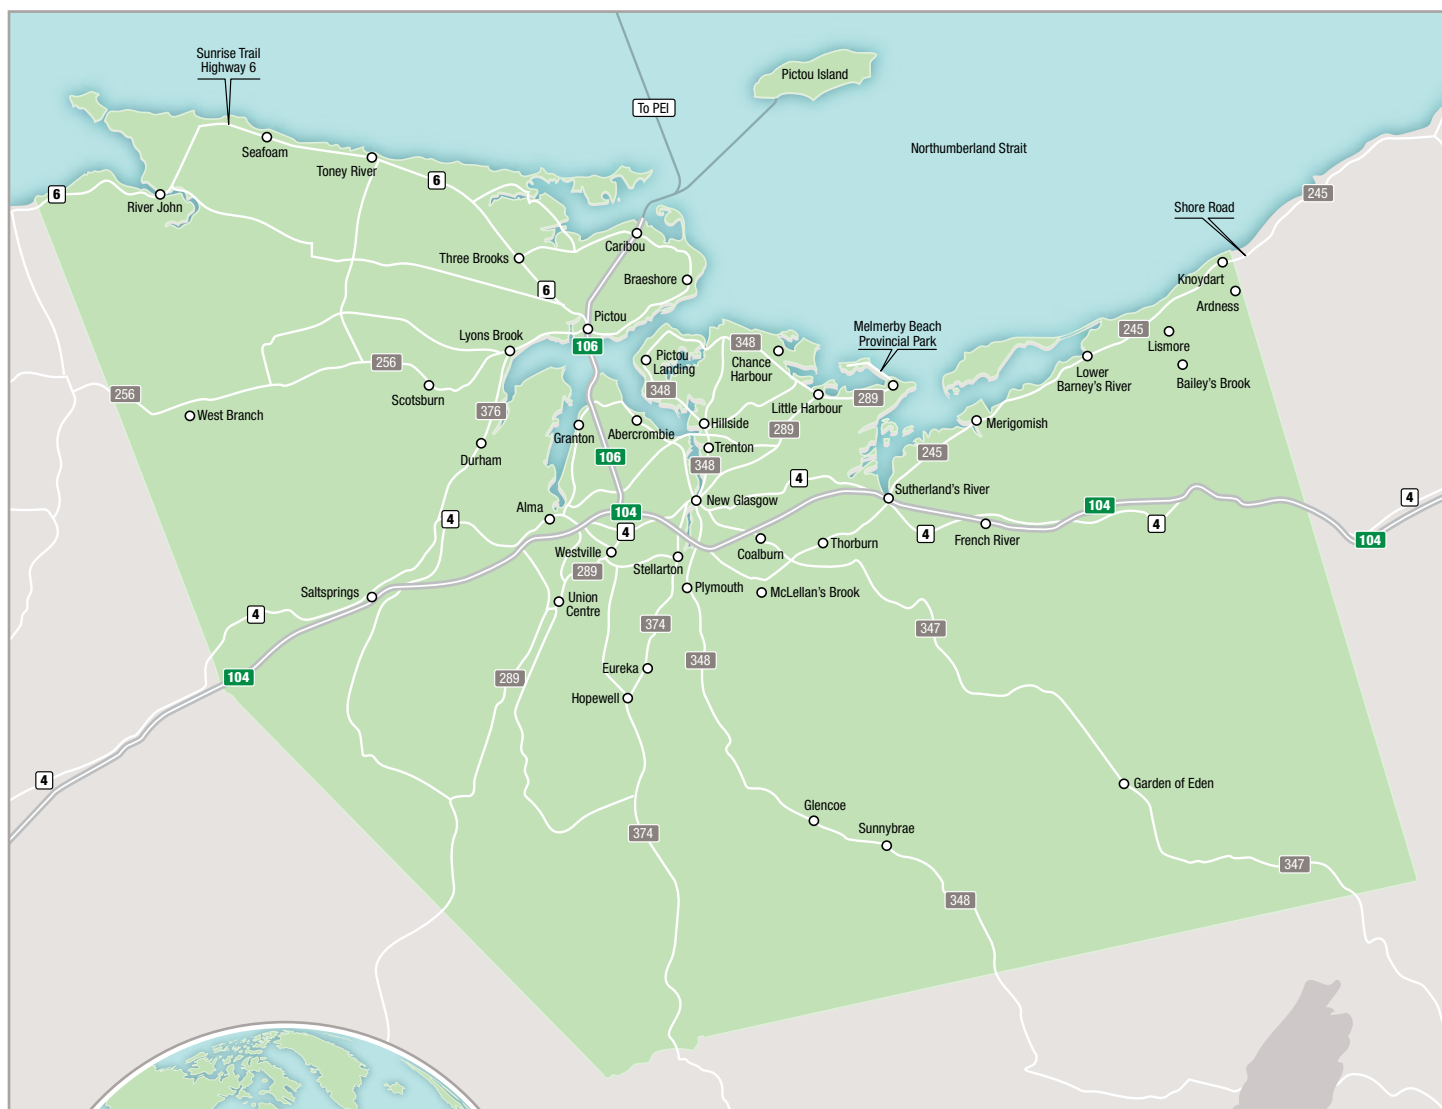 Sunrise Trail
Highway 6
Pictou Island
To PEI
Northumberland Strait
Seafoam
Toney River
6
6
River John
245
Shore Road
Caribou
Three Brooks
Braeshore
Knoydart
Ardness
6
Pictou
Lyons Brook
106
Melmerby Beach
Provincial Park
245
Lismore
348
Chance
Harbour
Pictou
Landing
256
Lower
Barney's River
Bailey's Brook
256
Scotsburn
348
Little Harbour
289
West Branch
376
Granton
Abercrombie
Hillside
289
Merigomish
Durham
106
Trenton
348
245
4
Sutherland's River
New Glasgow
Alma
4
104
4
104
4
4
4
French River
104
Westville
Stellarton
Coalburn
Thorburn
289
Plymouth
McLellan's Brook
Saltsprings
Union
Centre
4
374
347
Eureka
348
104
289
Hopewell
4
Garden of Eden
Glencoe
Sunnybrae
374
347
348